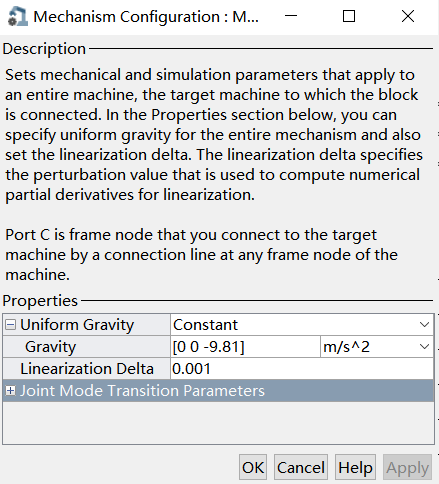 Mechanism Configuration : M...
Description
Sets mechanical and simulation parameters that apply to
an entire machine, the target machine to which the block
is connected. In the Properties section below, you can
specify uniform gravity for the entire mechanism and also
set the linearization delta. The linearization delta specifies
the perturbation value that is used to compute numerical
partial derivatives for linearization.
Port C is frame node that you connect to the target
machine by a connection line at any frame node of the
machine.
Properties
Uniform Gravity Constant
Gravity [0 0 -9.81] m/s^2
Linearization Delta 0.001
Joint Mode Transition Parameters
OK Cancel Help Apply